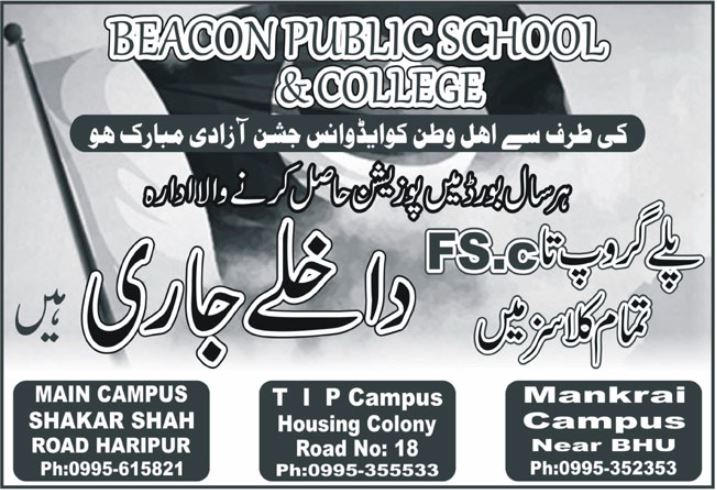 BEACON PUBLIC SCHOOL
& COLLEGE
کی طرف سے اھل وطن کو ایڈوانس جشن آزادی مبارک ھو
ہر سال بورڈ میں پوزیشن حاصل کرنے والا ادارہ
پلے گروپ تا FS.c
تمام کلاسز میں
داخلے جاری ہیں
MAIN CAMPUS
SHAKAR SHAH
ROAD HARIPUR
Ph:0995-615821
T I P Campus
Housing Colony
Road No: 18
Ph:0995-355533
Mankrai
Campus
Near BHU
Ph:0995-352353